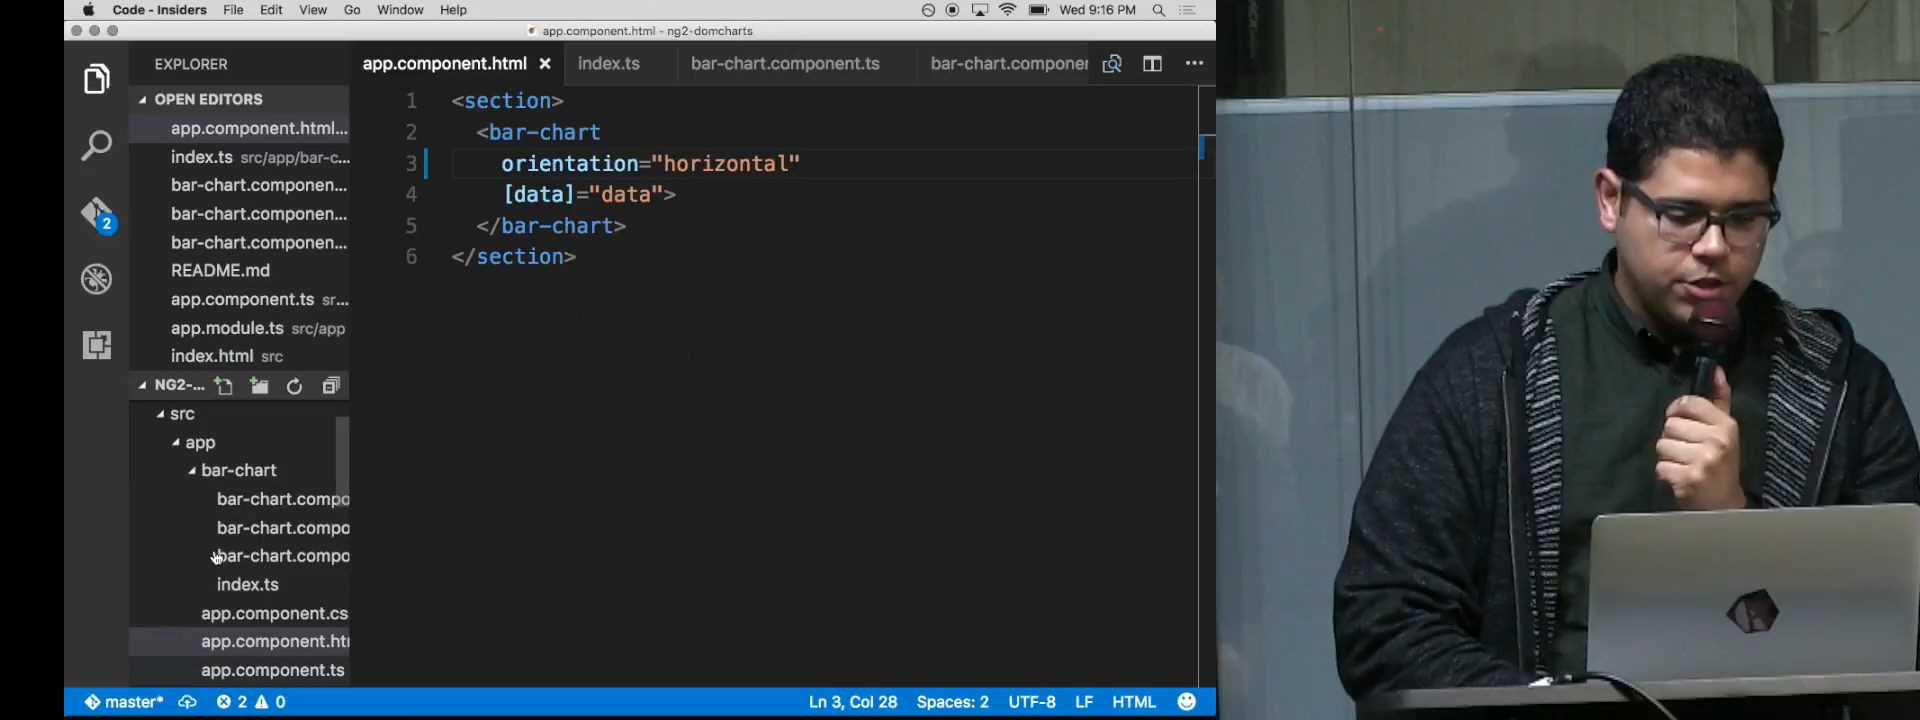 Code - Insiders File Edit View Go Window Help Wed 9:16 PM
app.component.html - ng2-domcharts
EXPLORER
app.component.html index.ts bar-chart.component.ts bar-chart.componen
OPEN EDITORS
app.component.html...
index.ts src/app/bar-c...
bar-chart.componen...
bar-chart.componen...
bar-chart.componen...
README.md
app.component.ts sr...
app.module.ts src/app
index.html src
NG2-...
src
app
bar-chart
bar-chart.compo
bar-chart.compo
bar-chart.compo
index.ts
app.component.cs
app.component.htm
app.component.ts
2
1 <section>
2 <bar-chart
3 orientation="horizontal"
4 [data]="data">
5 </bar-chart>
6 </section>
master* 2 0 Ln 3, Col 28 Spaces: 2 UTF-8 LF HTML